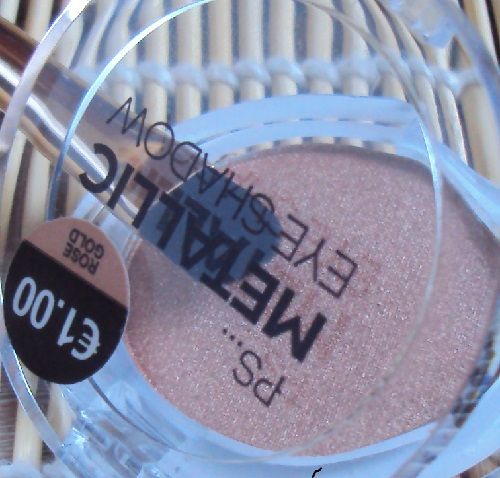 PS...
METALLIC
EYE SHADOW
ROSE
GOLD
€1.00